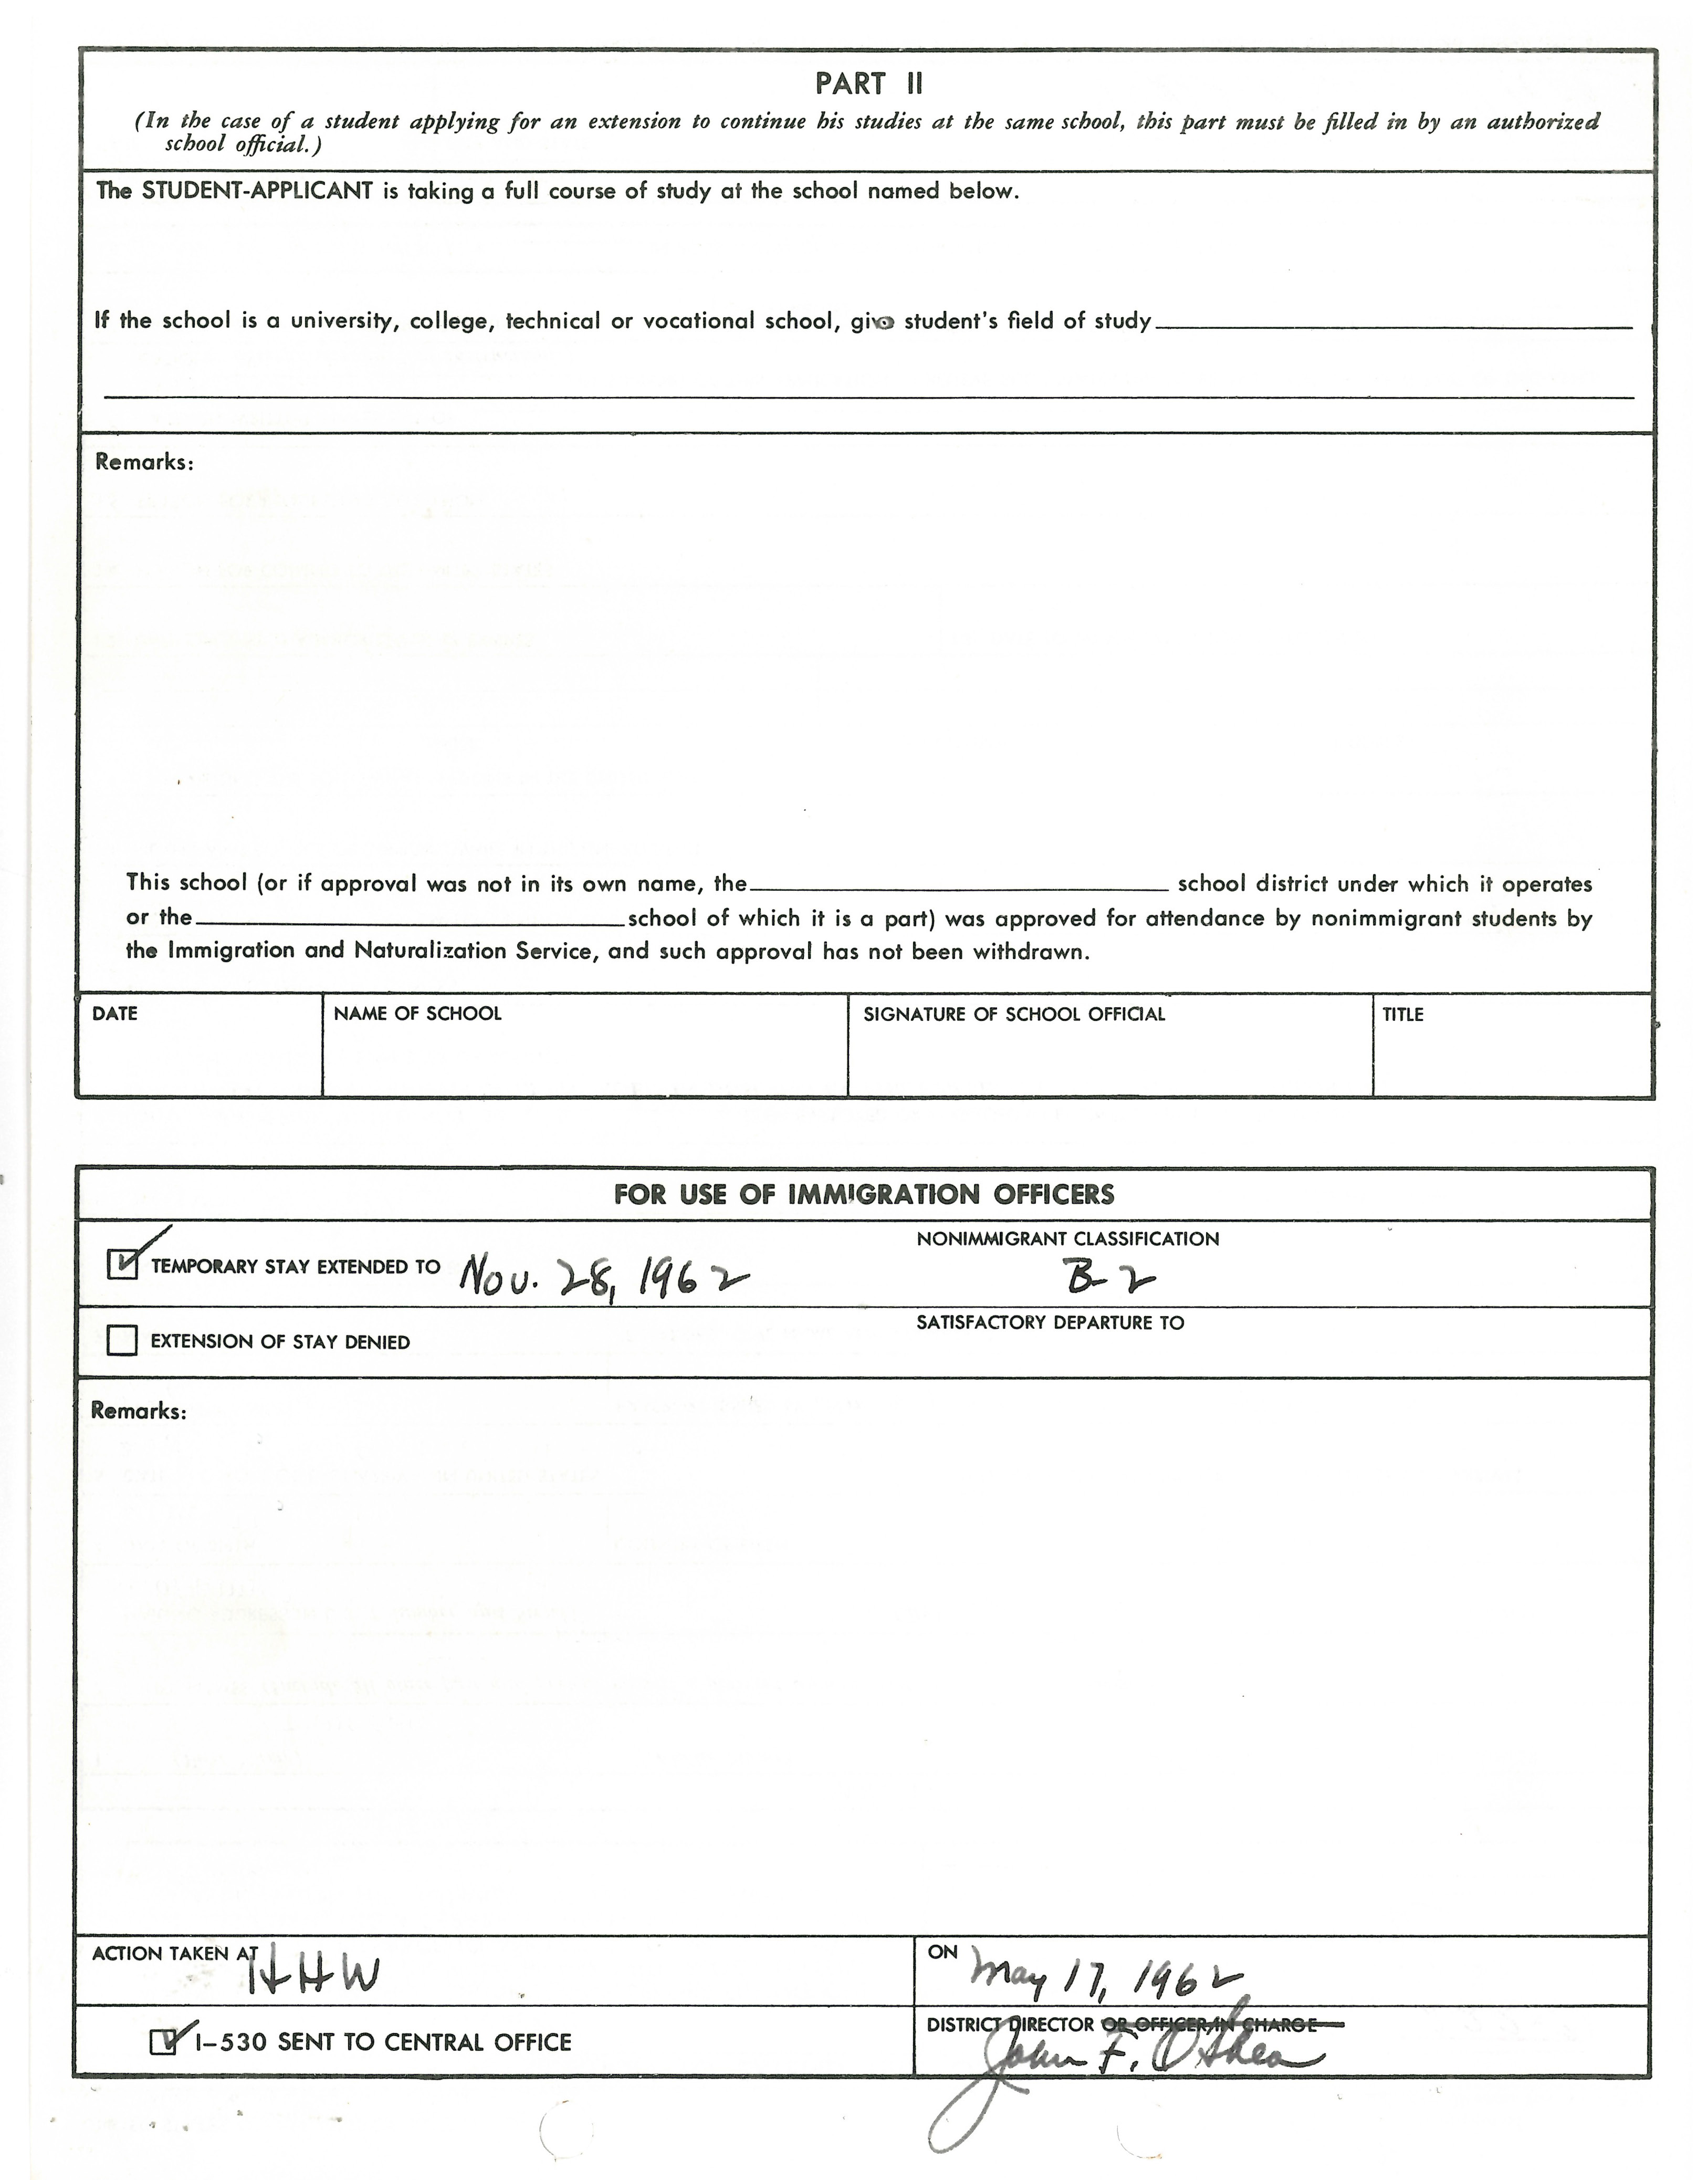 PART II
(In the case of a student applying for an extension to continue his studies at the same school, this part must be filled in by an authorized
school official.)
The STUDENT-APPLICANT is taking a full course of study at the school named below.
If the school is a university, college, technical or vocational school, give student's field of study
Remarks:
This school (or if approval was not in its own name, the school district under which it operates
or the school of which it is a part) was approved for attendance by nonimmigrant students by
the Immigration and Naturalization Service, and such approval has not been withdrawn.
DATE NAME OF SCHOOL SIGNATURE OF SCHOOL OFFICIAL TITLE
FOR USE OF IMMIGRATION OFFICERS
NONIMMIGRANT CLASSIFICATION
TEMPORARY STAY EXTENDED TO Nov. 28, 1962 B-2
SATISFACTORY DEPARTURE TO
EXTENSION OF STAY DENIED
Remarks:
ACTION TAKEN AT HHW ON May 17, 1962
DISTRICT DIRECTOR OR OFFICER IN CHARGE
I-530 SENT TO CENTRAL OFFICE John F. O'Shea